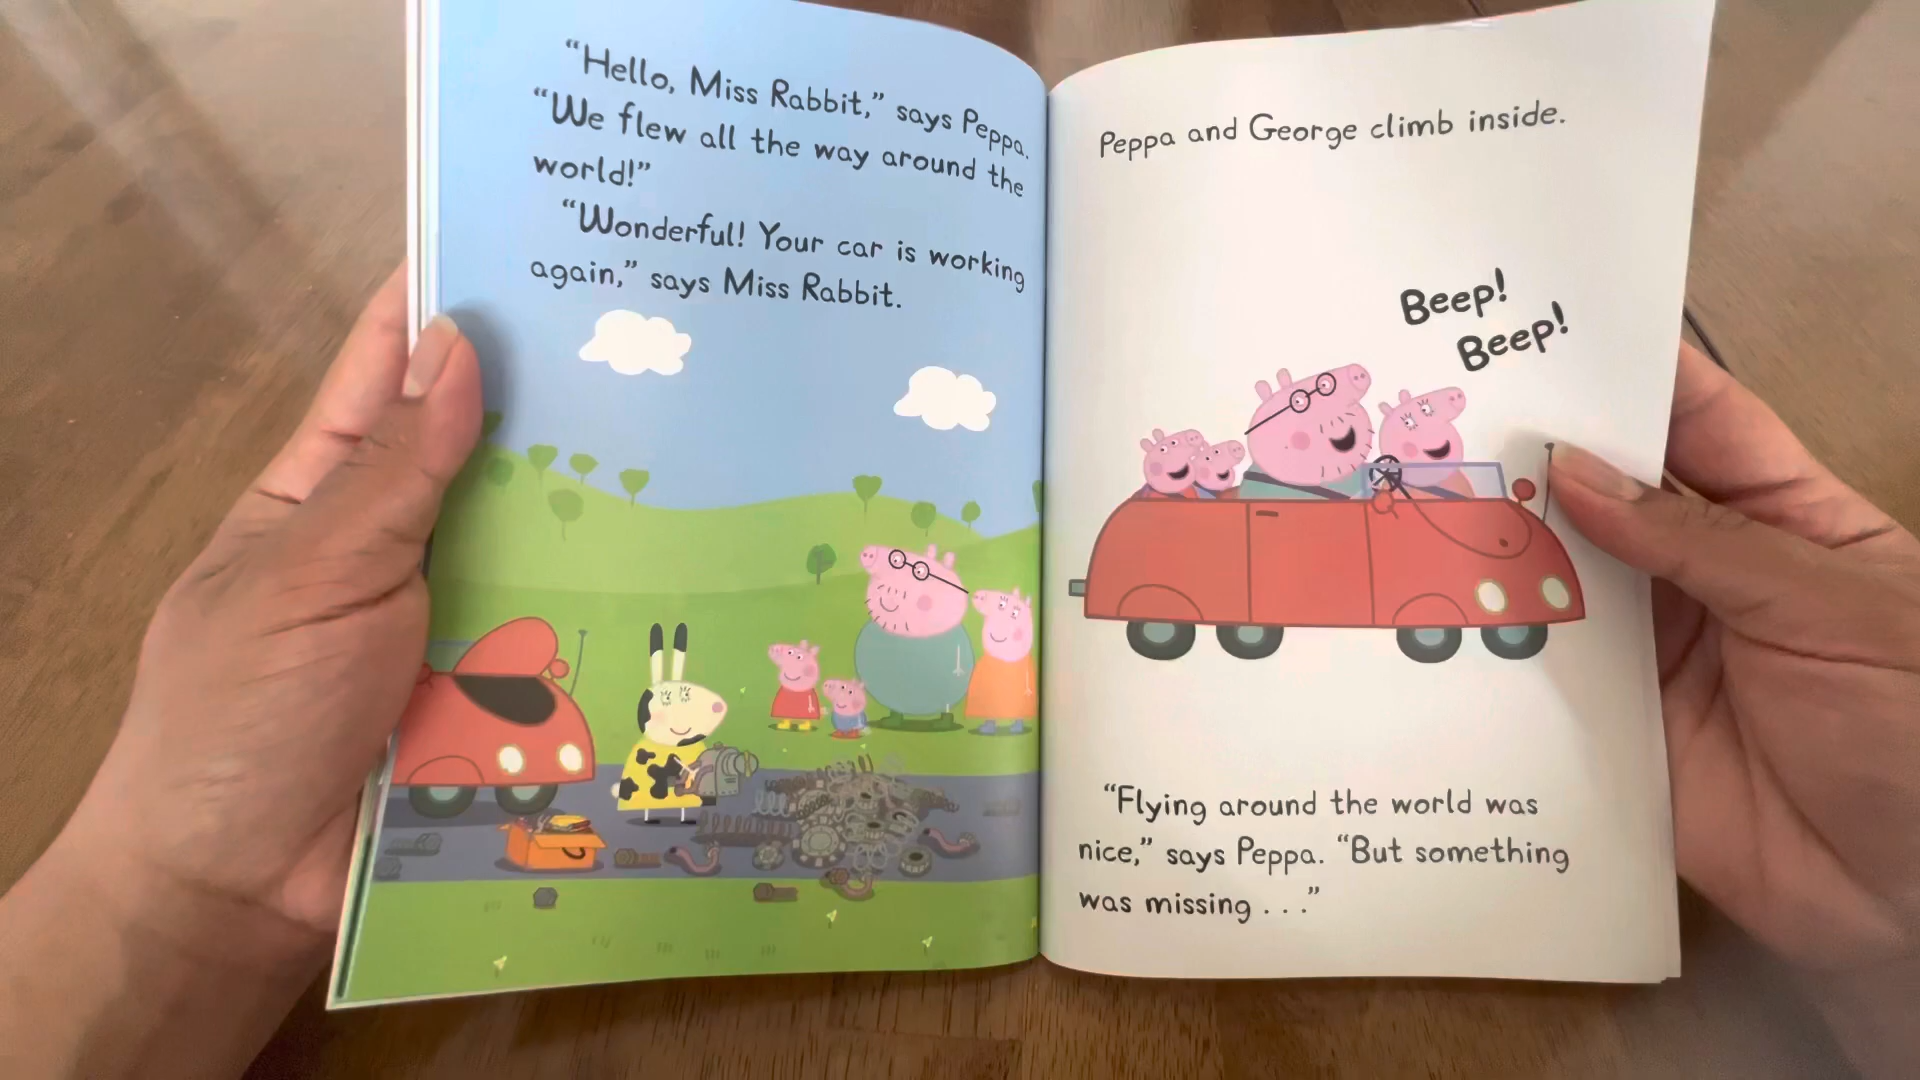 “Hello, Miss Rabbit,” says Peppa.
“We flew all the way around the
world!”
“Wonderful! Your car is working
again,” says Miss Rabbit.
Peppa and George climb inside.
Beep!
Beep!
“Flying around the world was
nice,” says Peppa. “But something
was missing . . .”